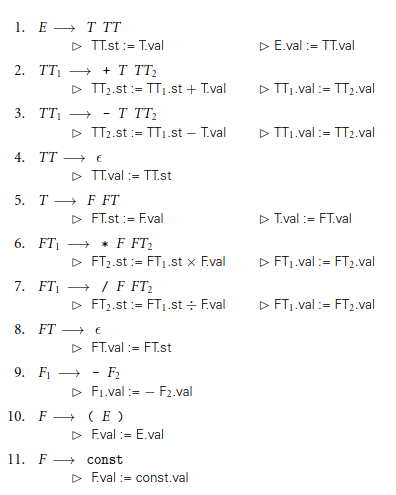 1. E ⟶ T TT
▷ TT.st := T.val ▷ E.val := TT.val
2. TT₁ ⟶ + T TT₂
▷ TT₂.st := TT₁.st + T.val ▷ TT₁.val := TT₂.val
3. TT₁ ⟶ - T TT₂
▷ TT₂.st := TT₁.st − T.val ▷ TT₁.val := TT₂.val
4. TT ⟶ ϵ
▷ TT.val := TT.st
5. T ⟶ F FT
▷ FT.st := F.val ▷ T.val := FT.val
6. FT₁ ⟶ * F FT₂
▷ FT₂.st := FT₁.st × F.val ▷ FT₁.val := FT₂.val
7. FT₁ ⟶ / F FT₂
▷ FT₂.st := FT₁.st ÷ F.val ▷ FT₁.val := FT₂.val
8. FT ⟶ ϵ
▷ FT.val := FT.st
9. F₁ ⟶ - F₂
▷ F₁.val := − F₂.val
10. F ⟶ ( E )
▷ F.val := E.val
11. F ⟶ const
▷ F.val := const.val